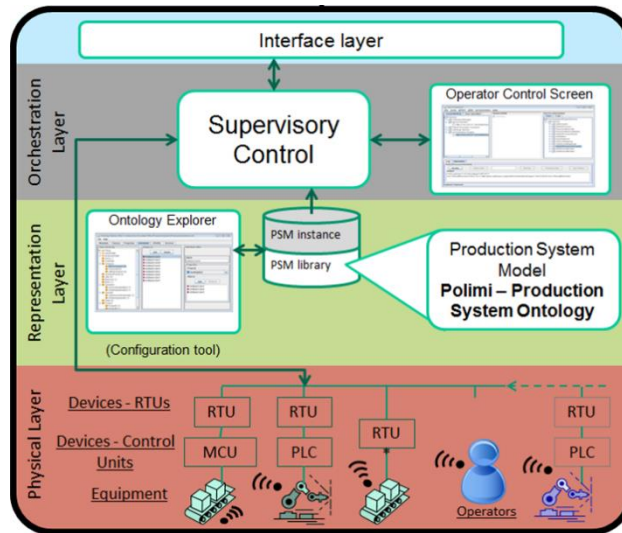 Interface layer
Orchestration
Layer
Supervisory
Control
Operator Control Screen
Representation
Layer
Ontology Explorer
(Configuration tool)
PSM instance
PSM library
Production System
Model
Polimi – Production
System Ontology
Physical Layer
Devices - RTUs
RTU
RTU
RTU
RTU
Devices - Control
Units
MCU
PLC
*
PLC
Equipment
Operators